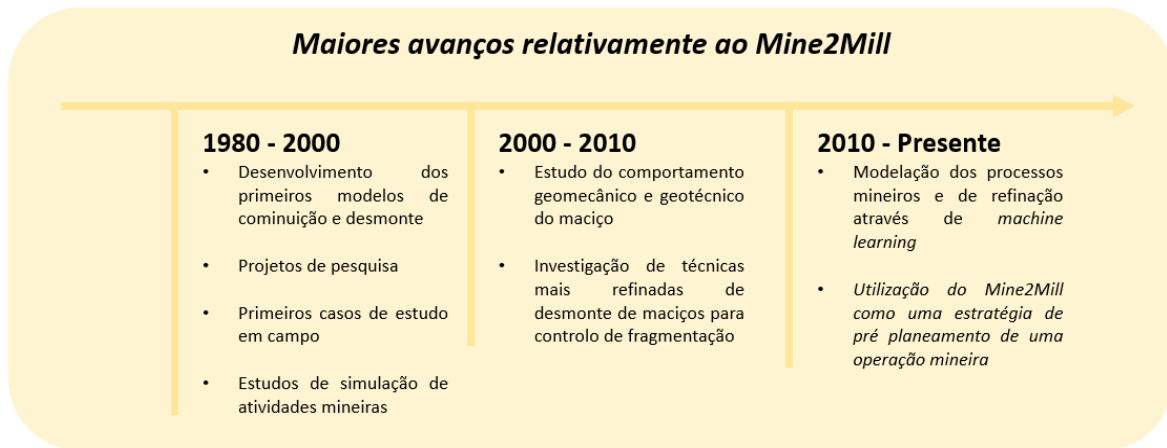 Maiores avanços relativamente ao Mine2Mill
1980 - 2000
• Desenvolvimento dos
primeiros modelos de
cominuição e desmonte
• Projetos de pesquisa
• Primeiros casos de estudo
em campo
• Estudos de simulação de
atividades mineiras
2000 - 2010
• Estudo do comportamento
geomecânico e geotécnico
do maciço
• Investigação de técnicas
mais refinadas de
desmonte de maciços para
controlo de fragmentação
2010 - Presente
• Modelação dos processos
mineiros e de refinação
através de machine
learning
• Utilização do Mine2Mill
como uma estratégia de
pré planeamento de uma
operação mineira